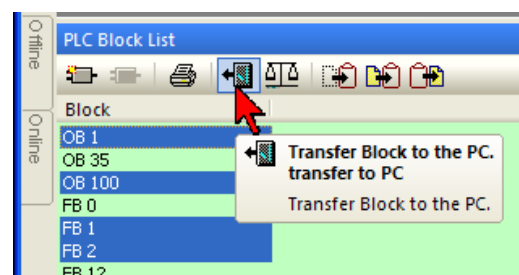 Offline
PLC Block List
Block
Online
OB 1
OB 35
OB 100
FB 0
FB 1
FB 2
FB 12
Transfer Block to the PC.
transfer to PC
Transfer Block to the PC.